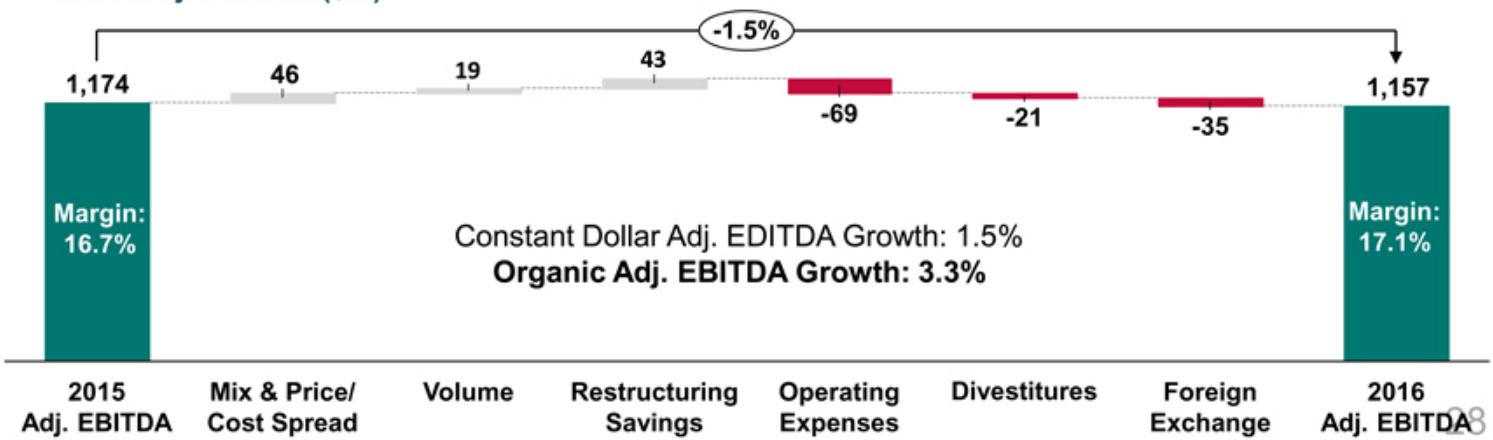 -1.5%
1,174
46
19
43
-69
-21
-35
1,157
Margin:
16.7%
Margin:
17.1%
Constant Dollar Adj. EDITDA Growth: 1.5%
Organic Adj. EBITDA Growth: 3.3%
2015
Adj. EBITDA
Mix & Price/
Cost Spread
Volume
Restructuring
Savings
Operating
Expenses
Divestitures
Foreign
Exchange
2016
Adj. EBITDA
28